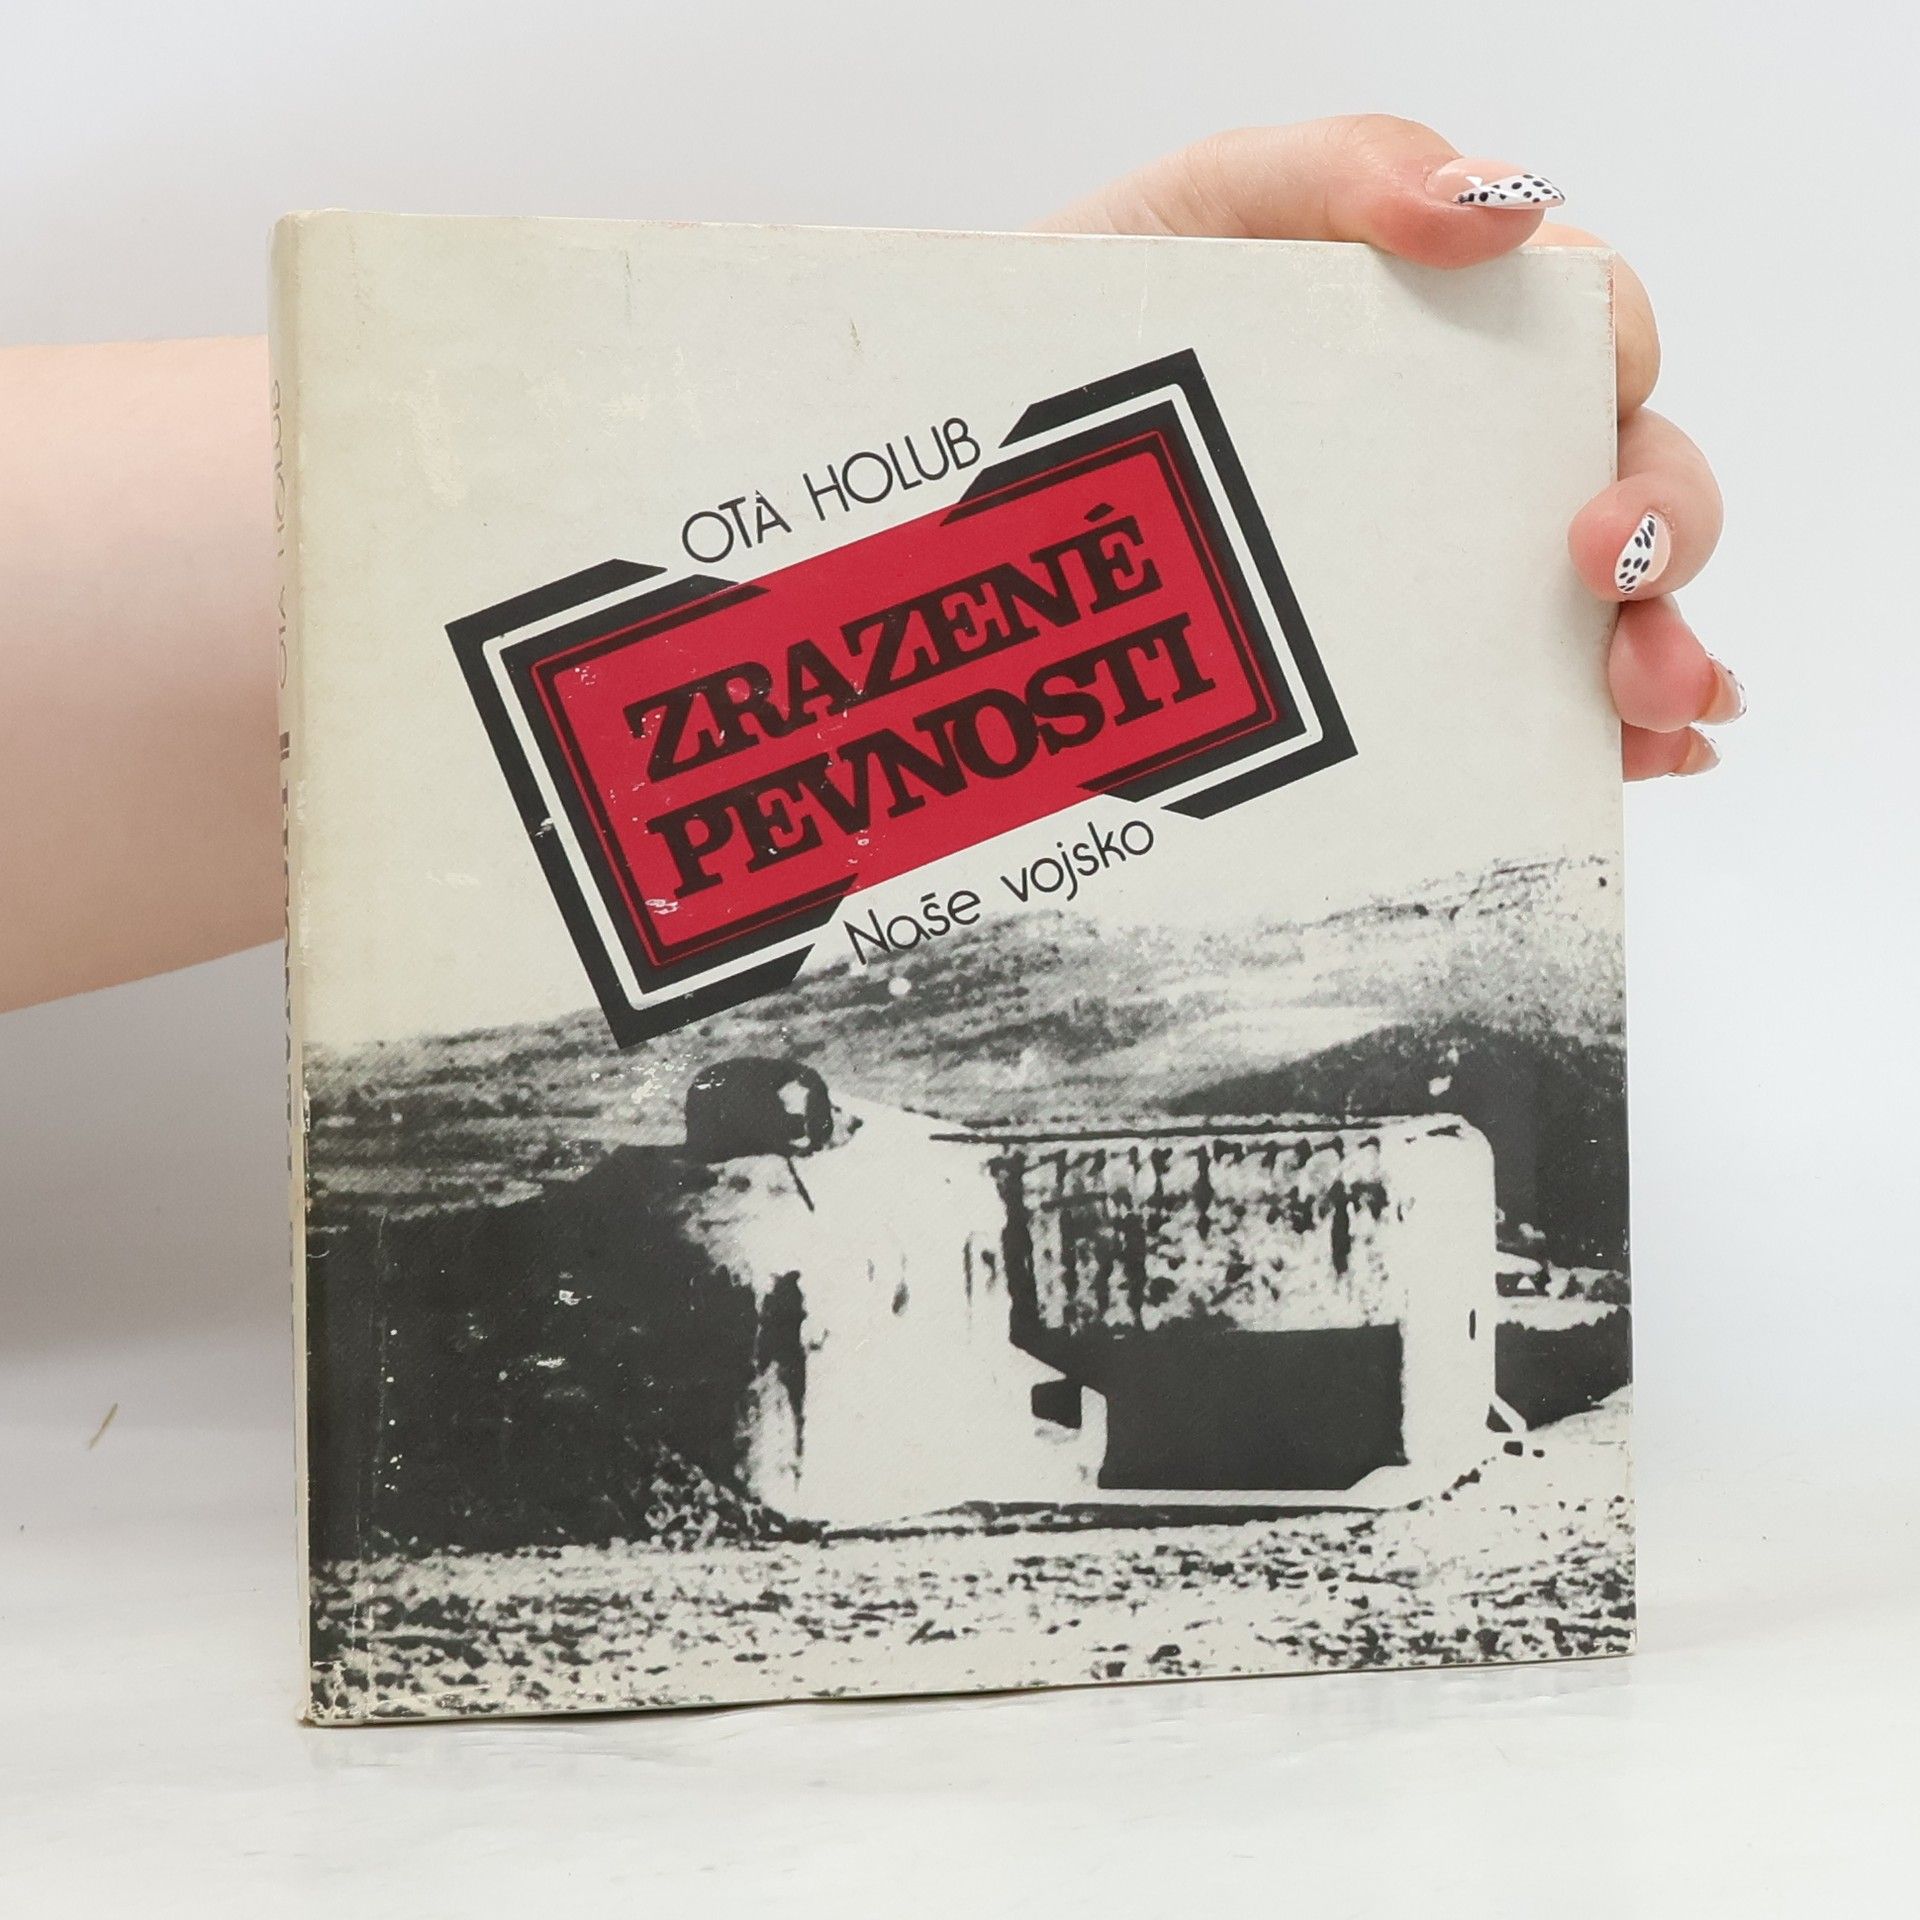 OTA HOLUB
ZRAZENÉ
PEVNOSTI
Naše vojsko
OTA HOLUB